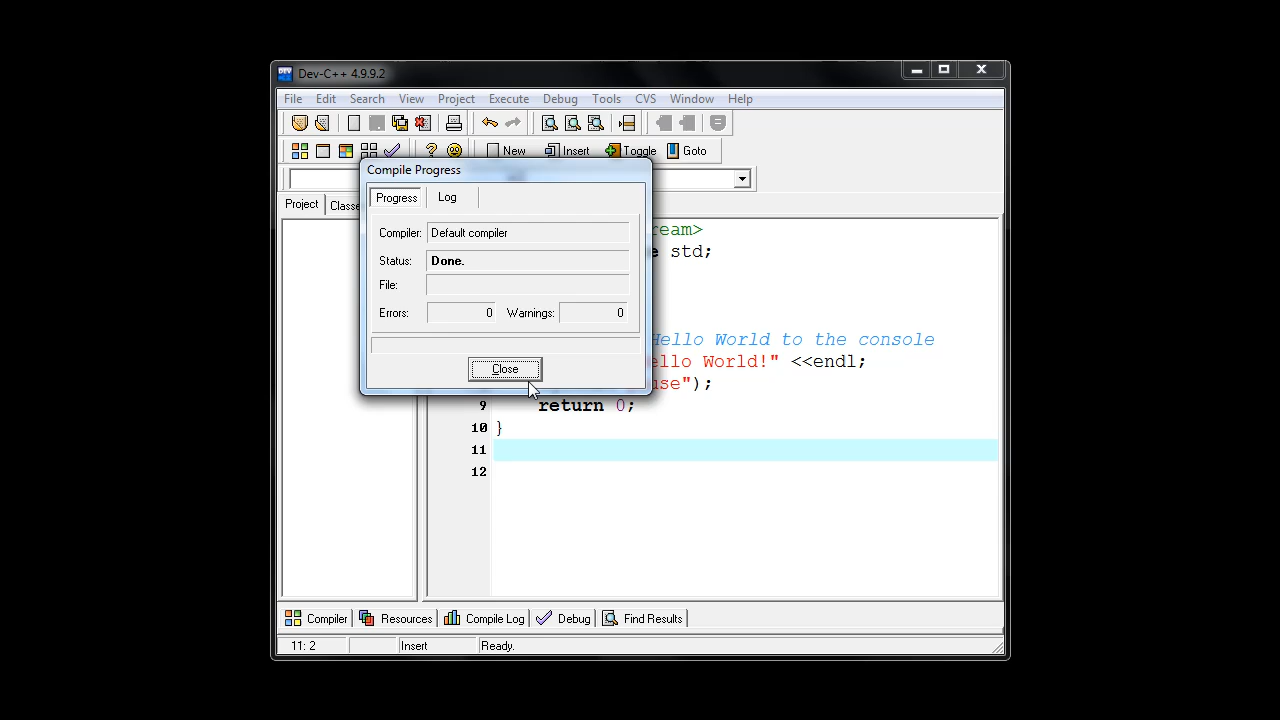 Dev-C++ 4.9.9.2
File Edit Search View Project Execute Debug Tools CVS Window Help
New Insert Toggle Goto
Compile Progress
Project Classe
Progress Log
Compiler: Default compiler
Status: Done.
File:
Errors: 0 Warnings: 0
Close
ream>
e std;
Hello World to the console
ello World!" <<endl;
use");
9 return 0;
10 }
11
12
Compiler Resources Compile Log Debug Find Results
11: 2 Insert Ready.